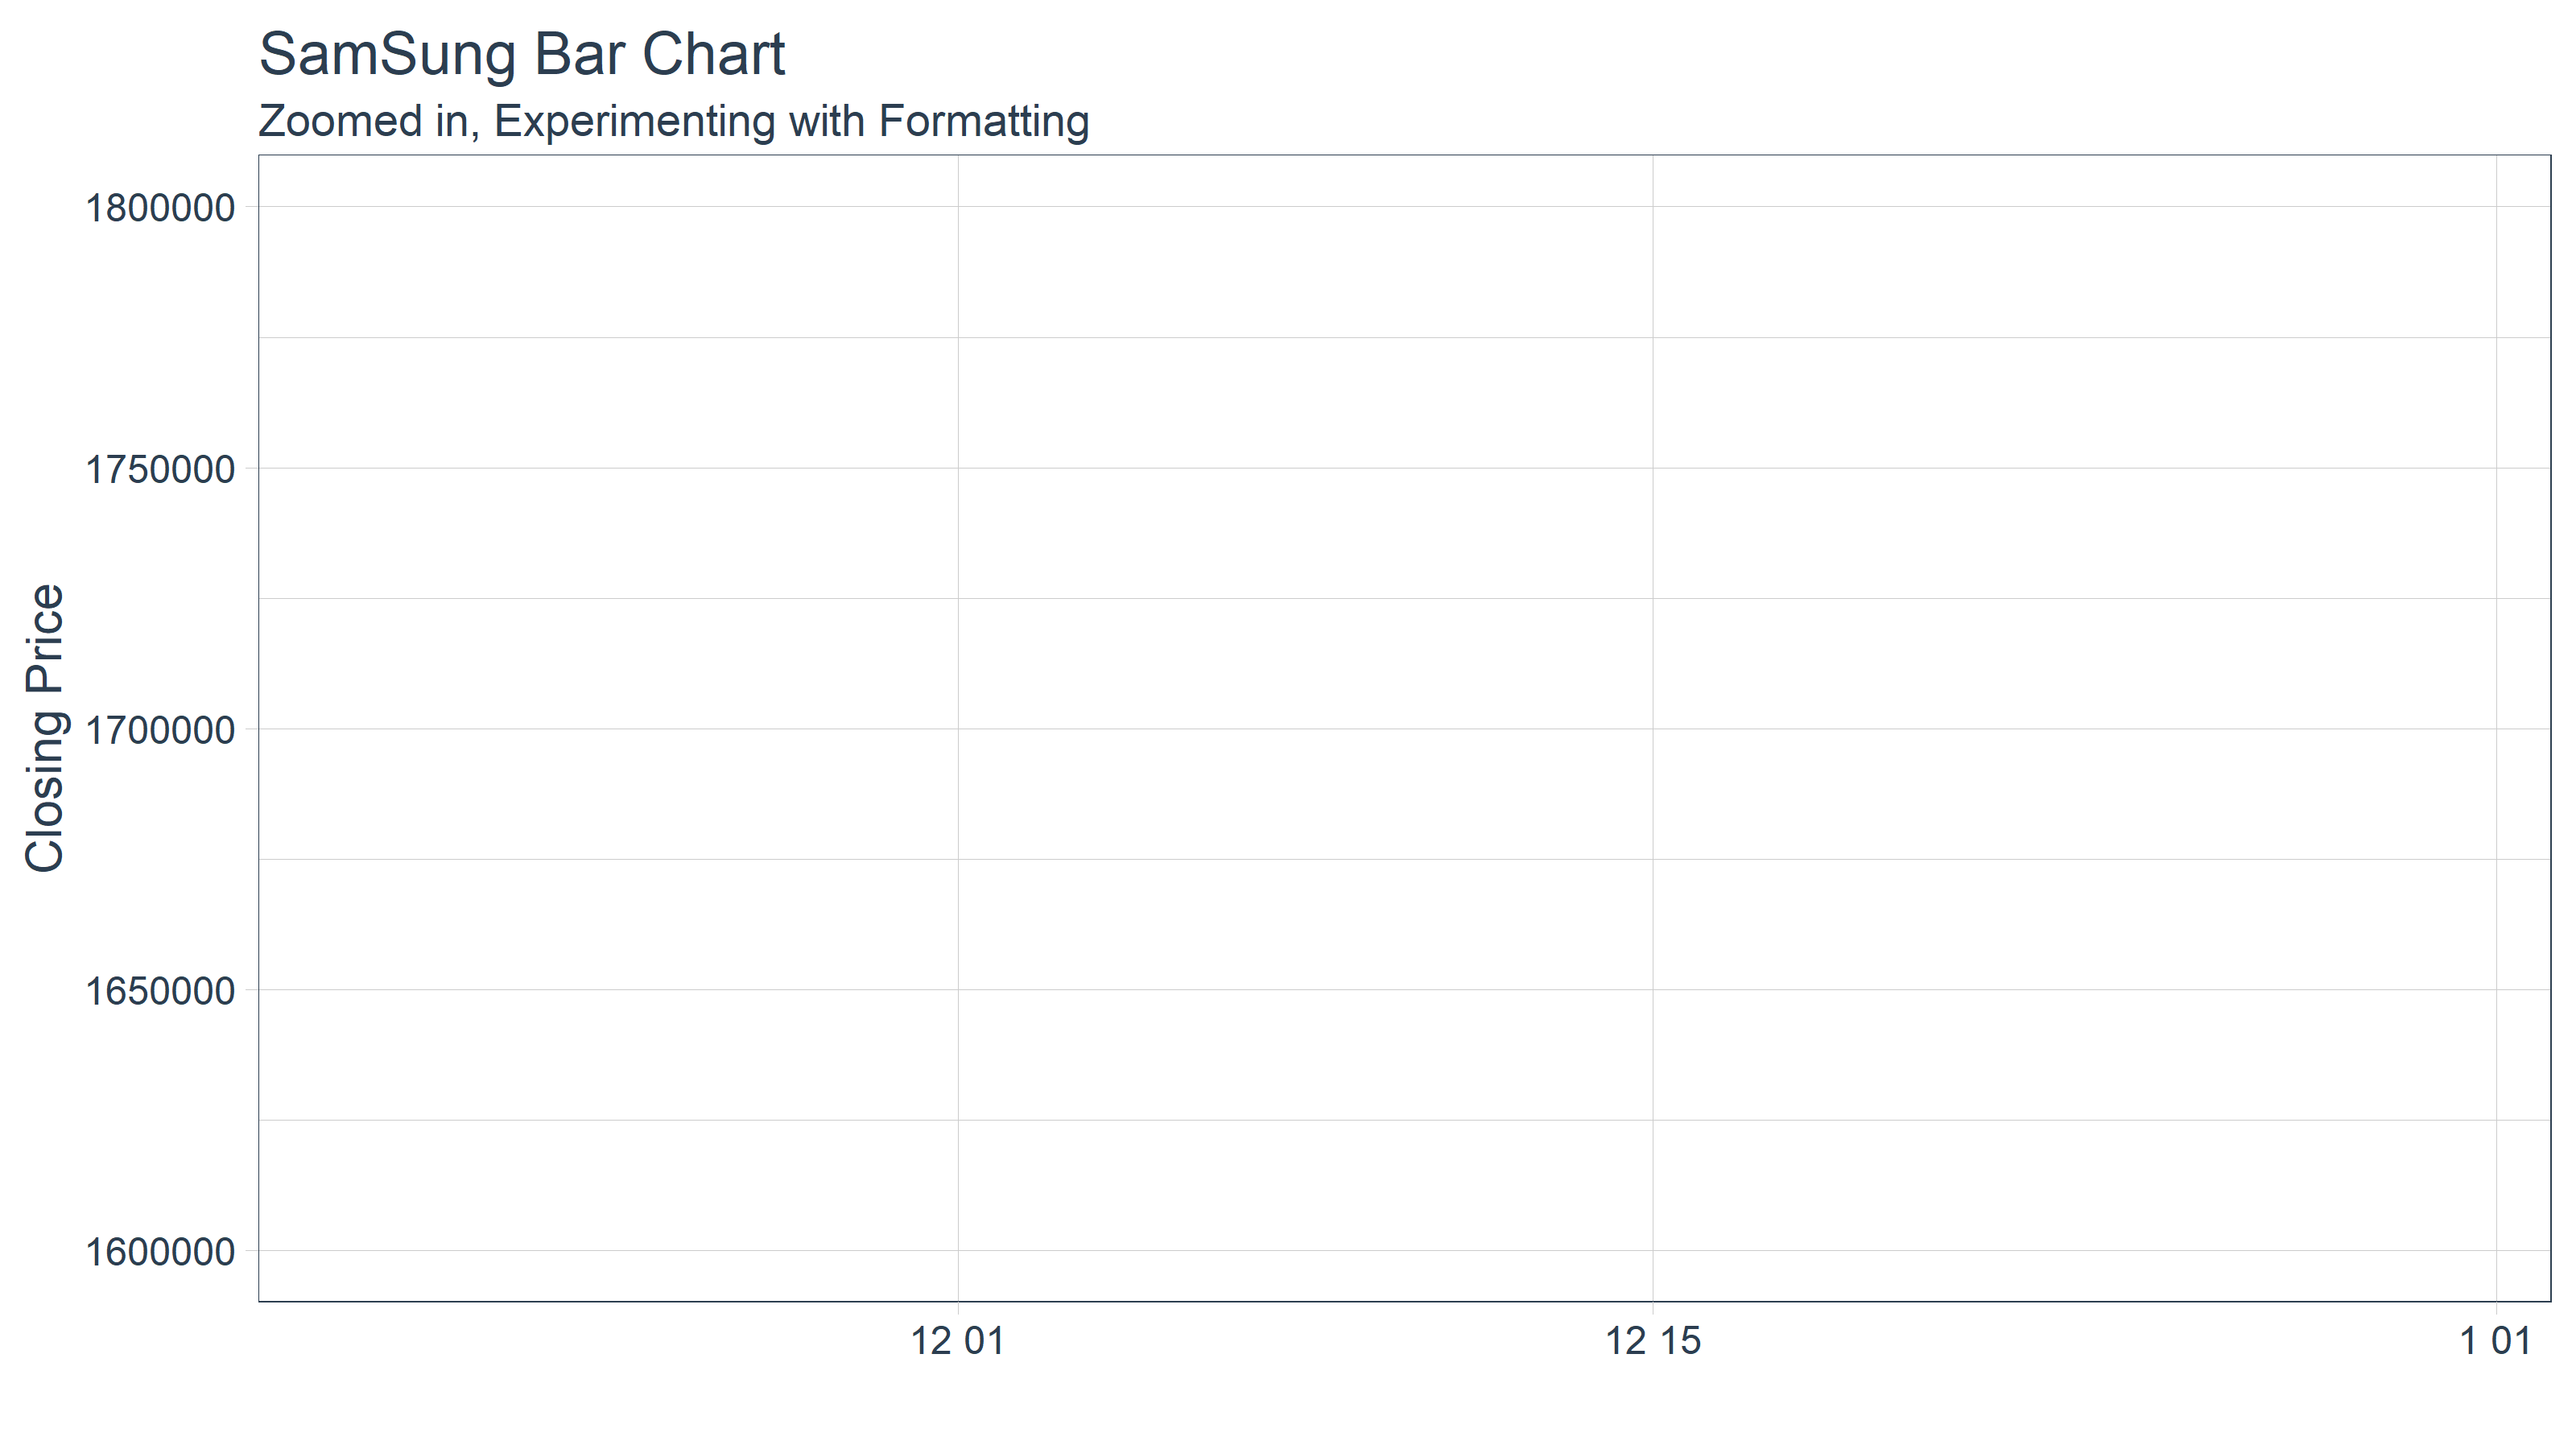 SamSung Bar Chart
Zoomed in, Experimenting with Formatting
Closing Price
1800000
1750000
1700000
1650000
1600000
12 01
12 15
1 01